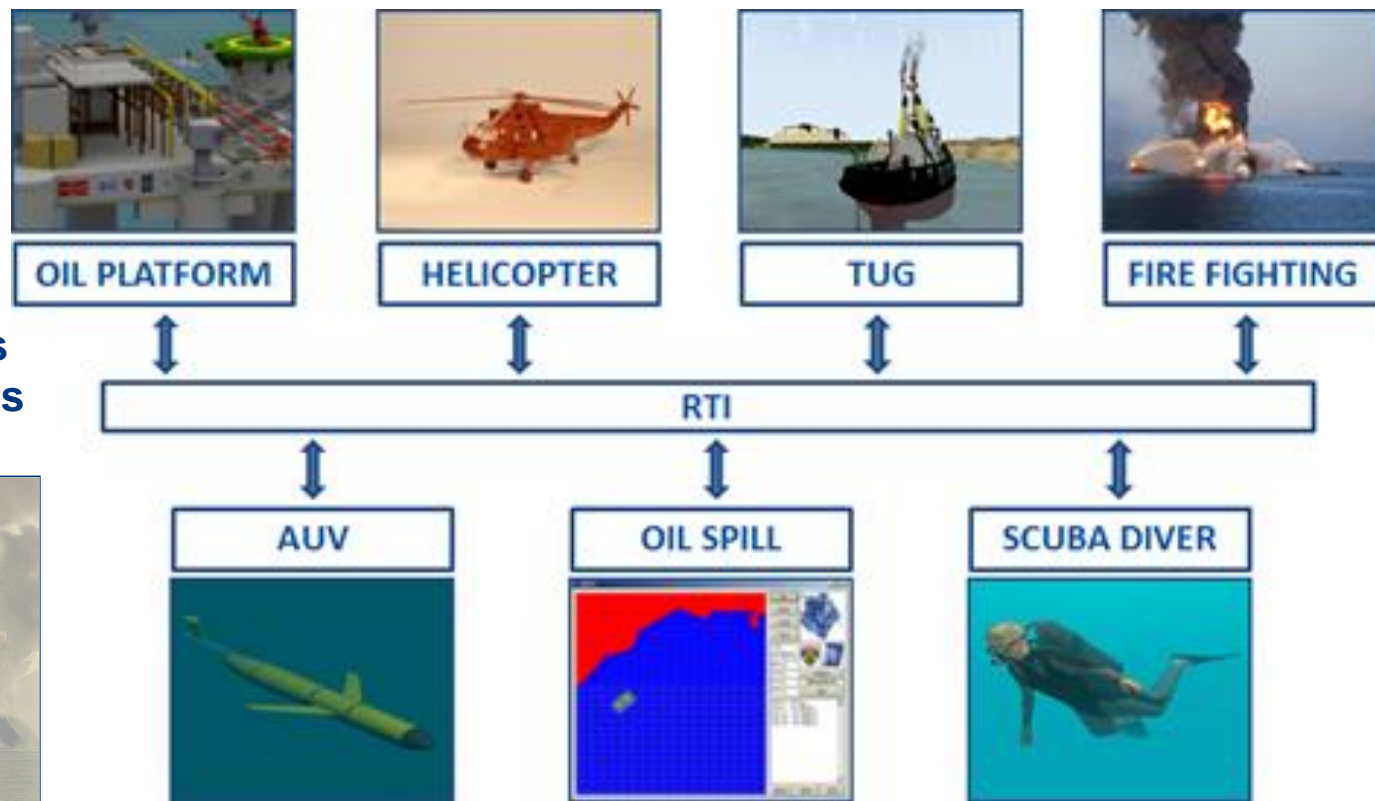 OIL PLATFORM
HELICOPTER
TUG
FIRE FIGHTING
s
s
RTI
AUV
OIL SPILL
SCUBA DIVER